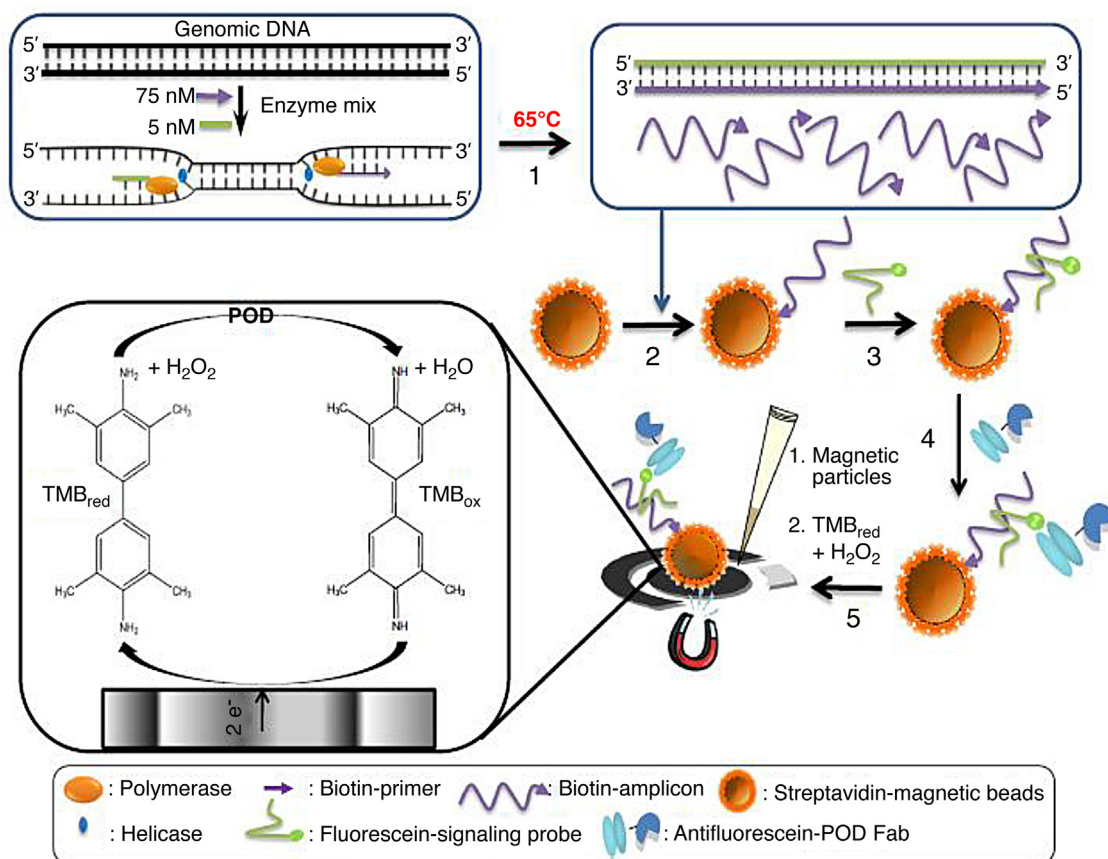 Genomic DNA
5′ 3′
3′ 5′
75 nM
Enzyme mix
5 nM
5′ 3′
3′ 5′
65°C
1
5′ 3′
3′ 5′
2
3
4
1. Magnetic
particles
2. TMBred
+ H2O2
5
POD
NH2 + H2O2
NH + H2O
H3C CH3
H3C CH3
TMBred
TMBox
H3C CH3
H3C CH3
NH2
NH
2 e-
: Polymerase
: Biotin-primer
: Biotin-amplicon
: Streptavidin-magnetic beads
: Helicase
: Fluorescein-signaling probe
: Antifluorescein-POD Fab